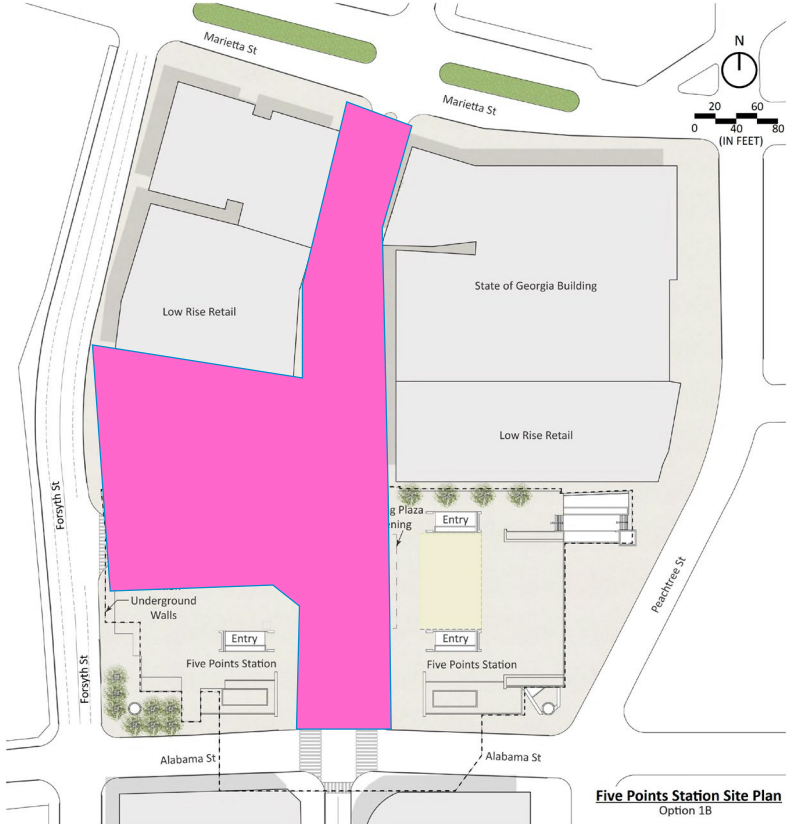 Marietta St
Marietta St
N
20 60
0 40 80
(IN FEET)
State of Georgia Building
Low Rise Retail
Low Rise Retail
Forsyth St
g Plaza
ening
Entry
Peachtree St
Underground
Walls
Entry
Entry
Five Points Station
Five Points Station
Forsyth St
Alabama St
Alabama St
Five Points Station Site Plan
Option 1B